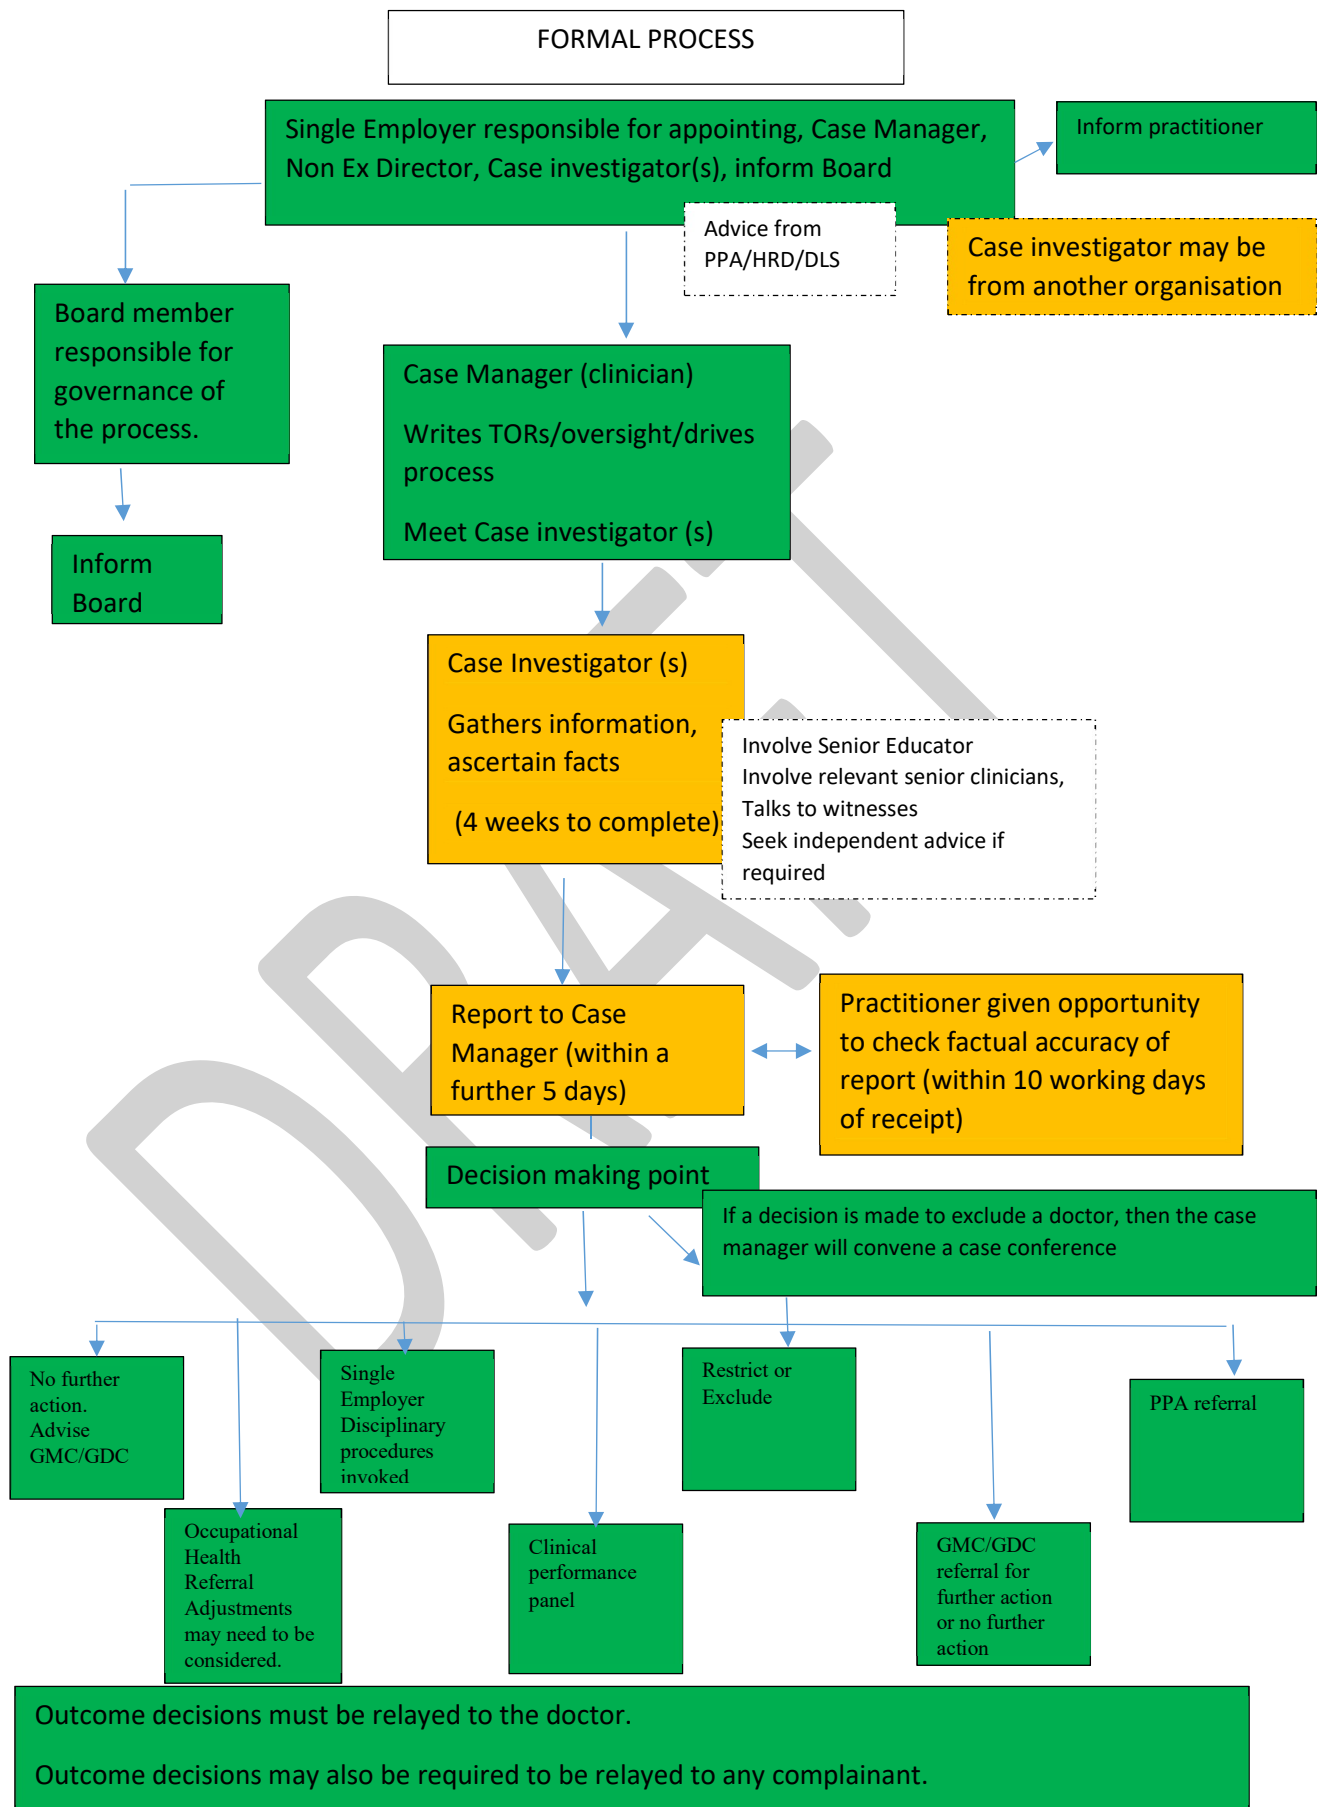 FORMAL PROCESS
Single Employer responsible for appointing, Case Manager,
Non Ex Director, Case investigator(s), inform Board
Inform practitioner
Advice from
PPA/HRD/DLS
Case investigator may be
from another organisation
Board member
responsible for
governance of
the process.
Case Manager (clinician)
Writes TORs/oversight/drives
process
Meet Case investigator (s)
Inform
Board
Case Investigator (s)
Gathers information,
ascertain facts
(4 weeks to complete)
Involve Senior Educator
Involve relevant senior clinicians,
Talks to witnesses
Seek independent advice if
required
Report to Case
Manager (within a
further 5 days)
Practitioner given opportunity
to check factual accuracy of
report (within 10 working days
of receipt)
Decision making point
If a decision is made to exclude a doctor, then the case
manager will convene a case conference
No further
action.
Advise
GMC/GDC
Single
Employer
Disciplinary
procedures
invoked
Restrict or
Exclude
PPA referral
Occupational
Health
Referral
Adjustments
may need to be
considered.
Clinical
performance
panel
GMC/GDC
referral for
further action
or no further
action
Outcome decisions must be relayed to the doctor.
Outcome decisions may also be required to be relayed to any complainant.
DRAFT